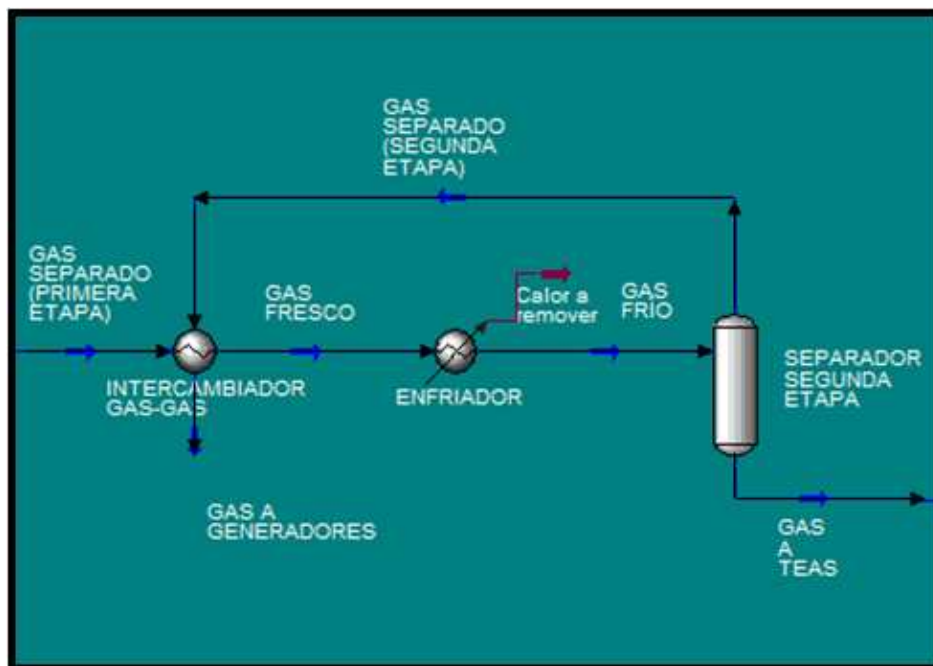 GAS
SEPARADO
(SEGUNDA
ETAPA)
GAS
SEPARADO
(PRIMERA
ETAPA)
GAS
FRESCO
Calor a
remover
GAS
FRIO
INTERCAMBIADOR
GAS-GAS
ENFRIADOR
SEPARADOR
SEGUNDA
ETAPA
GAS A
GENERADORES
GAS
A
TEAS